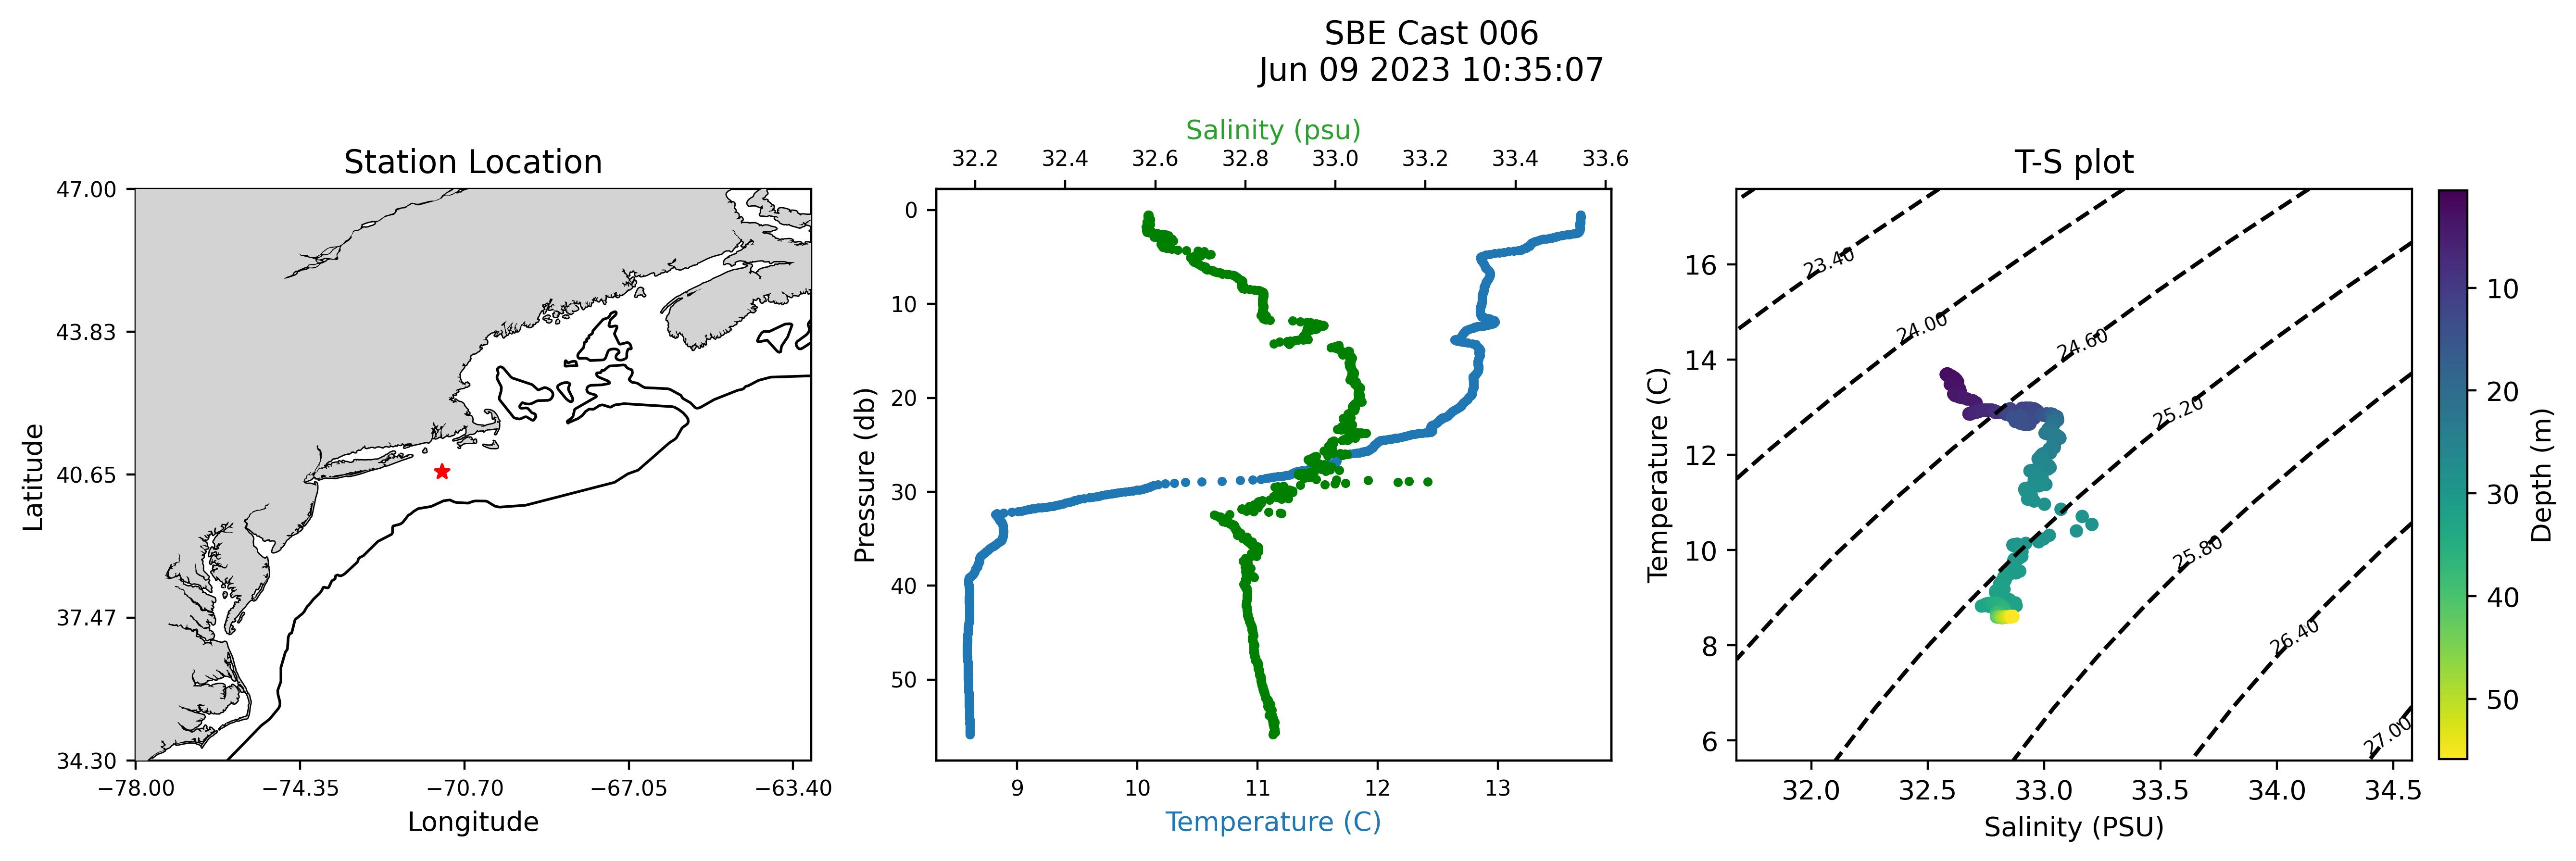 SBE Cast 006
Jun 09 2023 10:35:07
Station Location
47.00
43.83
40.65
37.47
34.30
Latitude
−78.00 −74.35 −70.70 −67.05 −63.40
Longitude
Salinity (psu)
32.2 32.4 32.6 32.8 33.0 33.2 33.4 33.6
0
10
20
30
40
50
Pressure (db)
9 10 11 12 13
Temperature (C)
T-S plot
16
14
12
10
8
6
Temperature (C)
23.40
24.00
24.60
25.20
25.80
26.40
27.00
32.0 32.5 33.0 33.5 34.0 34.5
Salinity (PSU)
10
20
30
40
50
Depth (m)